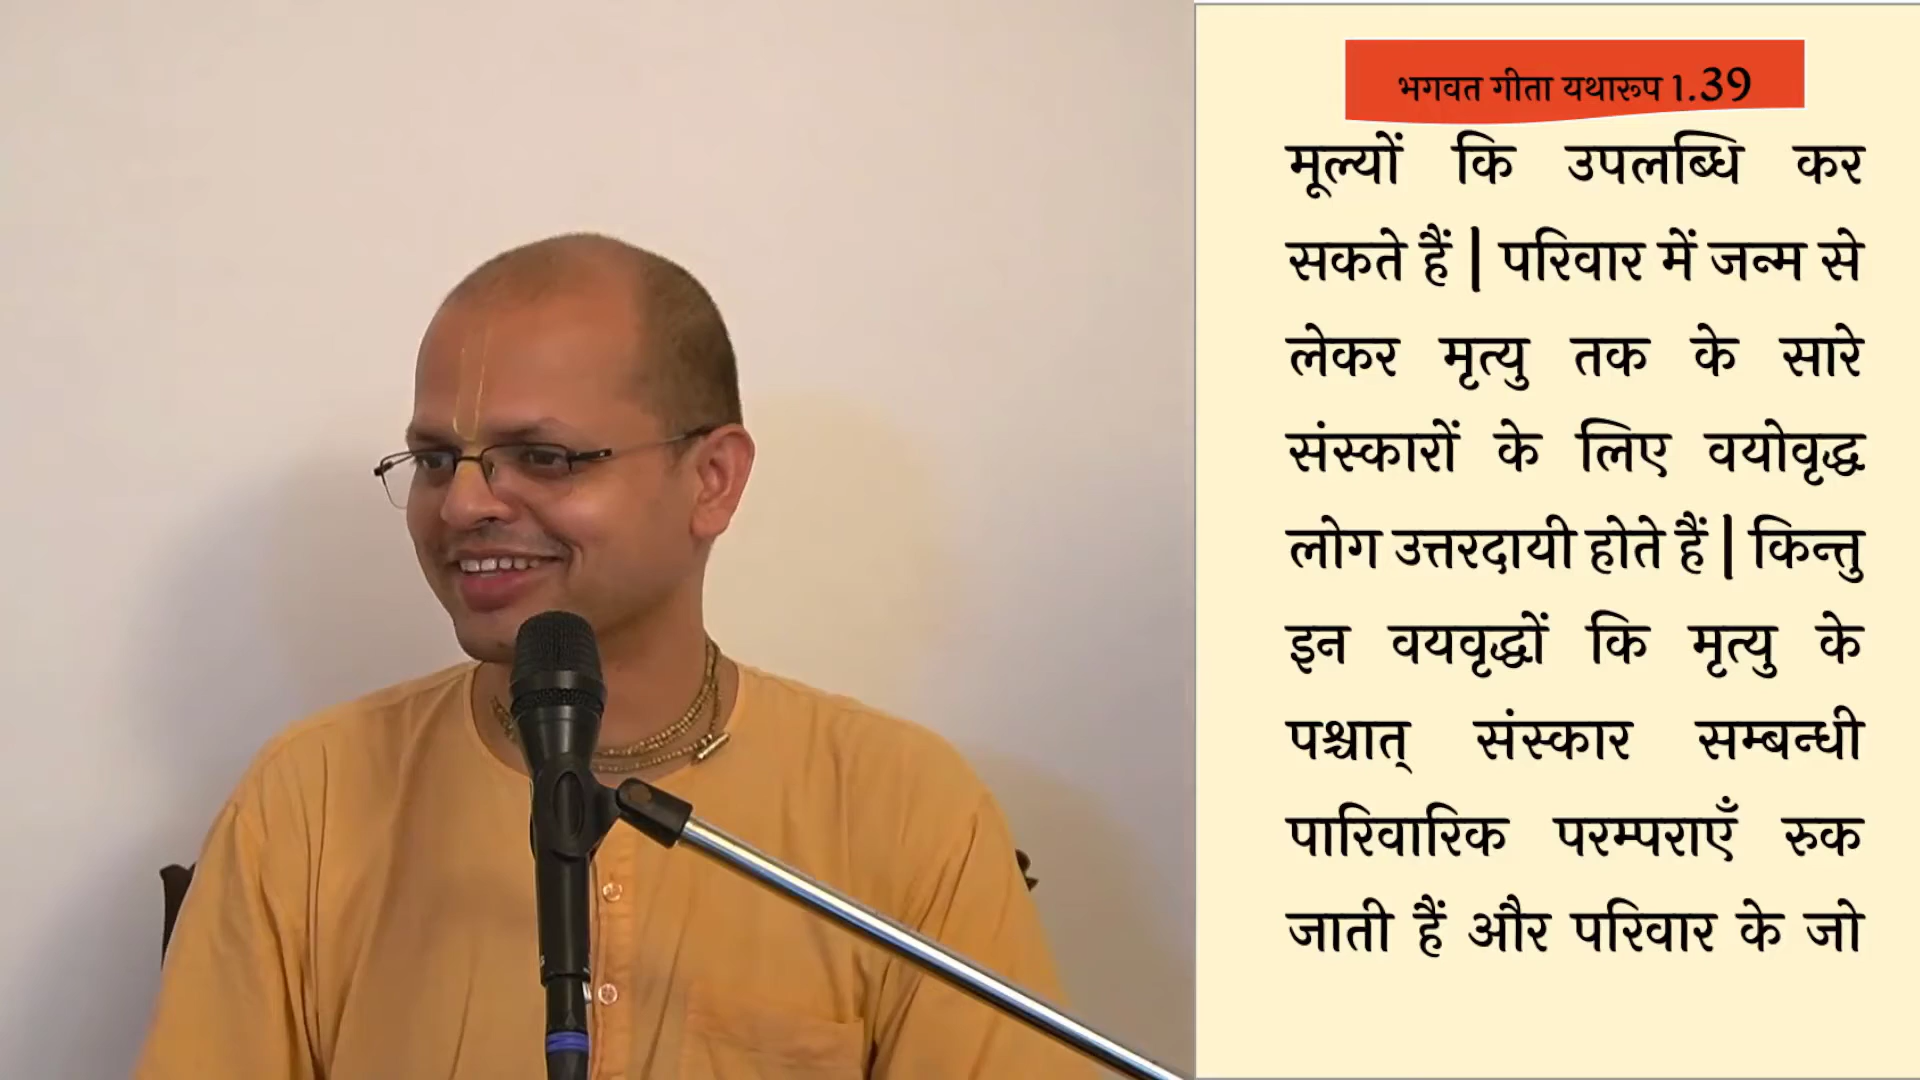 भगवत गीता यथारूप 1.39
मूल्यों कि उपलब्धि कर
सकते हैं | परिवार में जन्म से
लेकर मृत्यु तक के सारे
संस्कारों के लिए वयोवृद्ध
लोग उत्तरदायी होते हैं | किन्तु
इन वयवृद्धों कि मृत्यु के
पश्चात् संस्कार सम्बन्धी
पारिवारिक परम्पराएँ रुक
जाती हैं और परिवार के जो